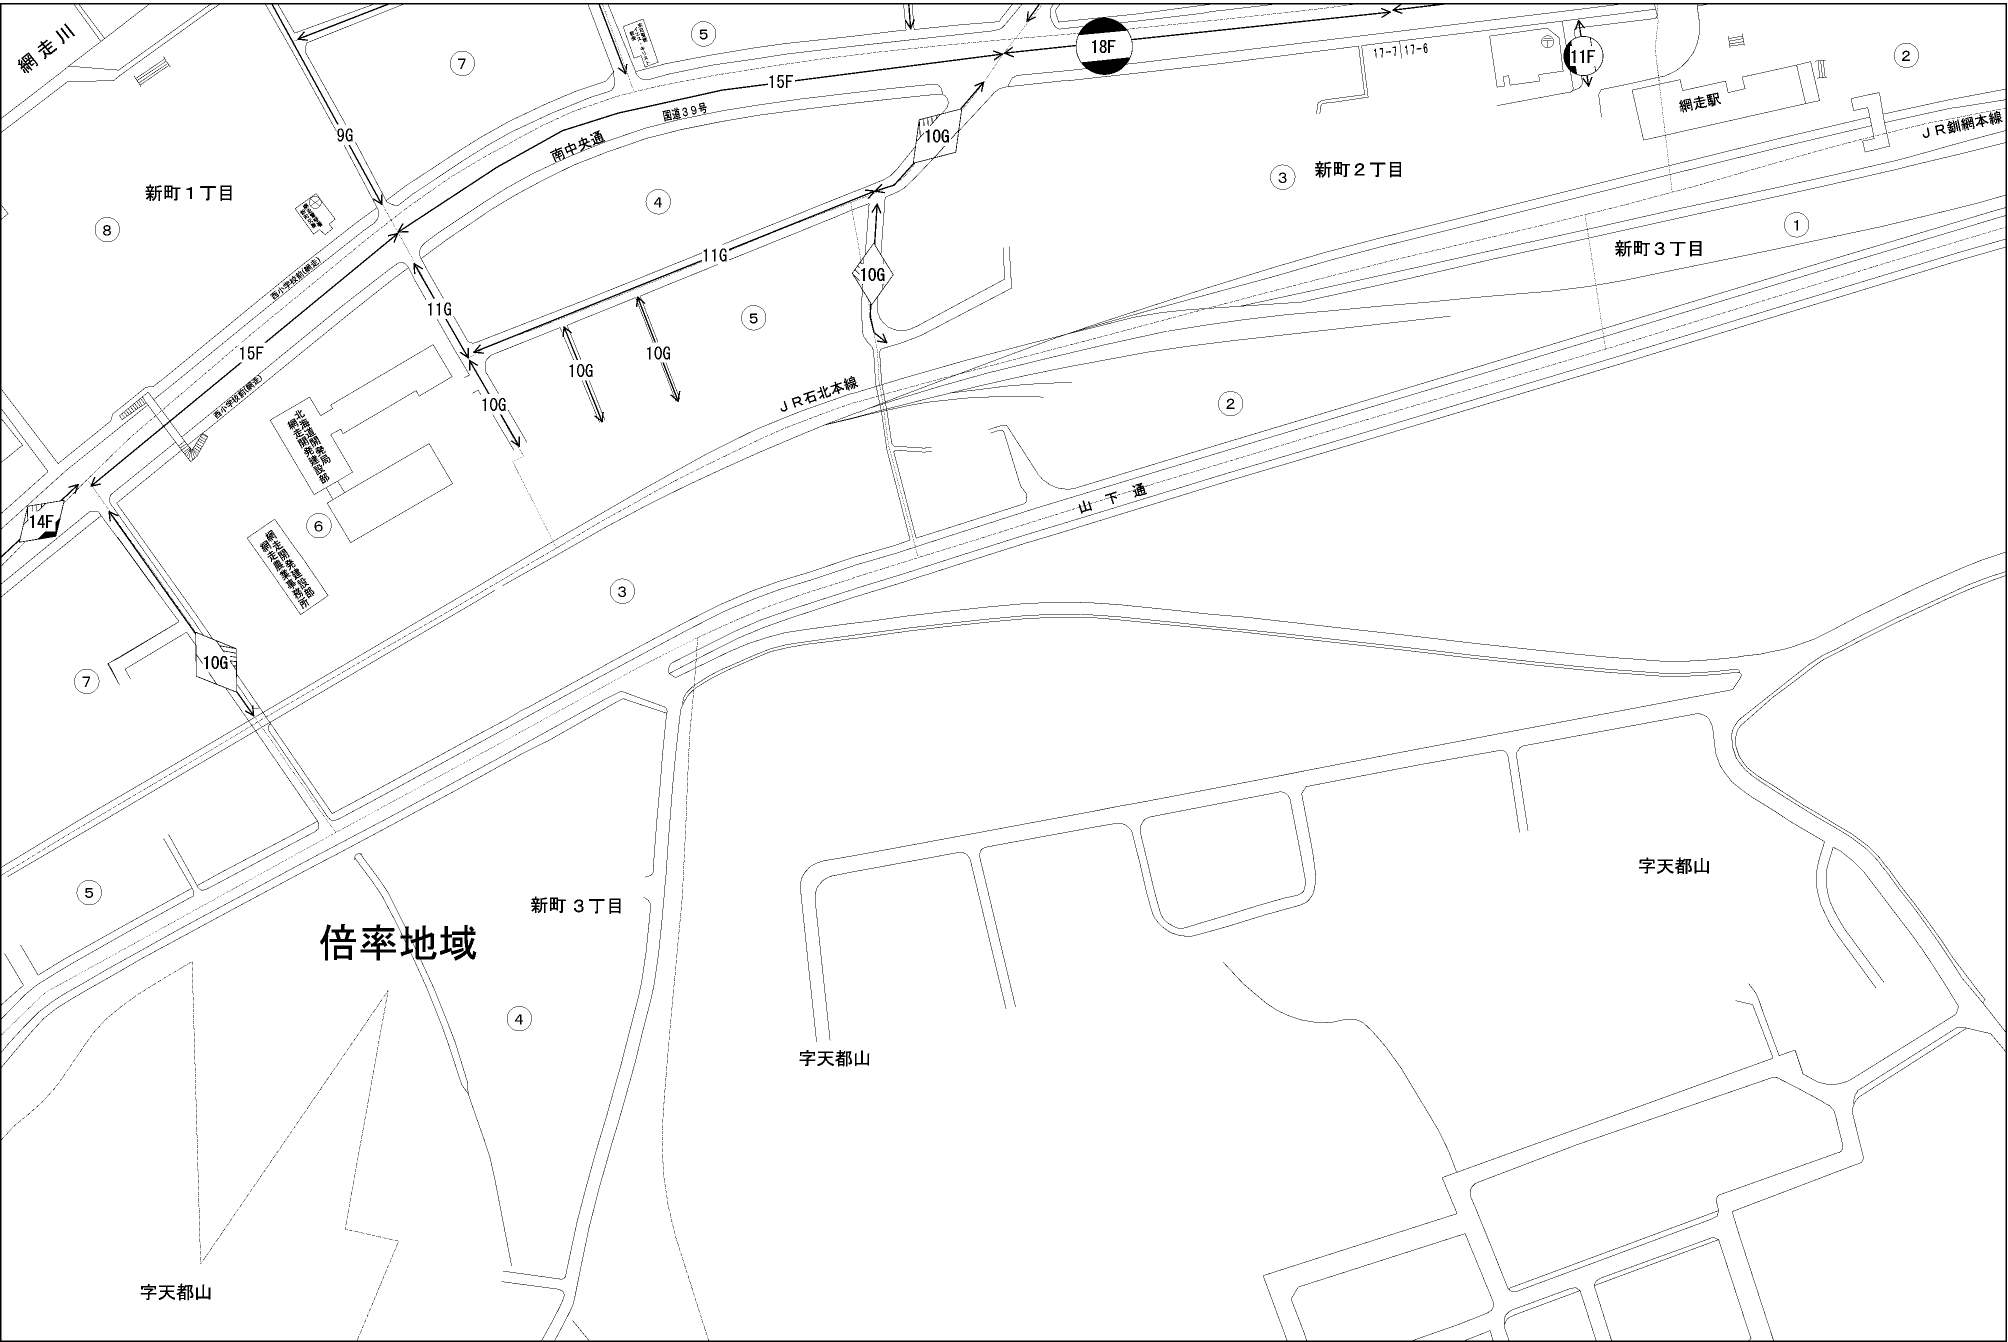 網走川
⑦
⑤
18F
17-7
17-6
11F
②
15F
国道39号
網走駅
JR釧網本線
9G
南中央通
10G
新町1丁目
⑧
④
③
新町2丁目
①
新町3丁目
西小学校前(網走)
11G
10G
11G
⑤
15F
10G
10G
西小学校前(網走)
10G
JR石北本線
②
北海道開発局
網走開発建設部
山下通
14F
⑥
網走開発建設部
網走農業事務所
③
10G
⑦
字天都山
⑤
新町3丁目
倍率地域
④
字天都山
字天都山